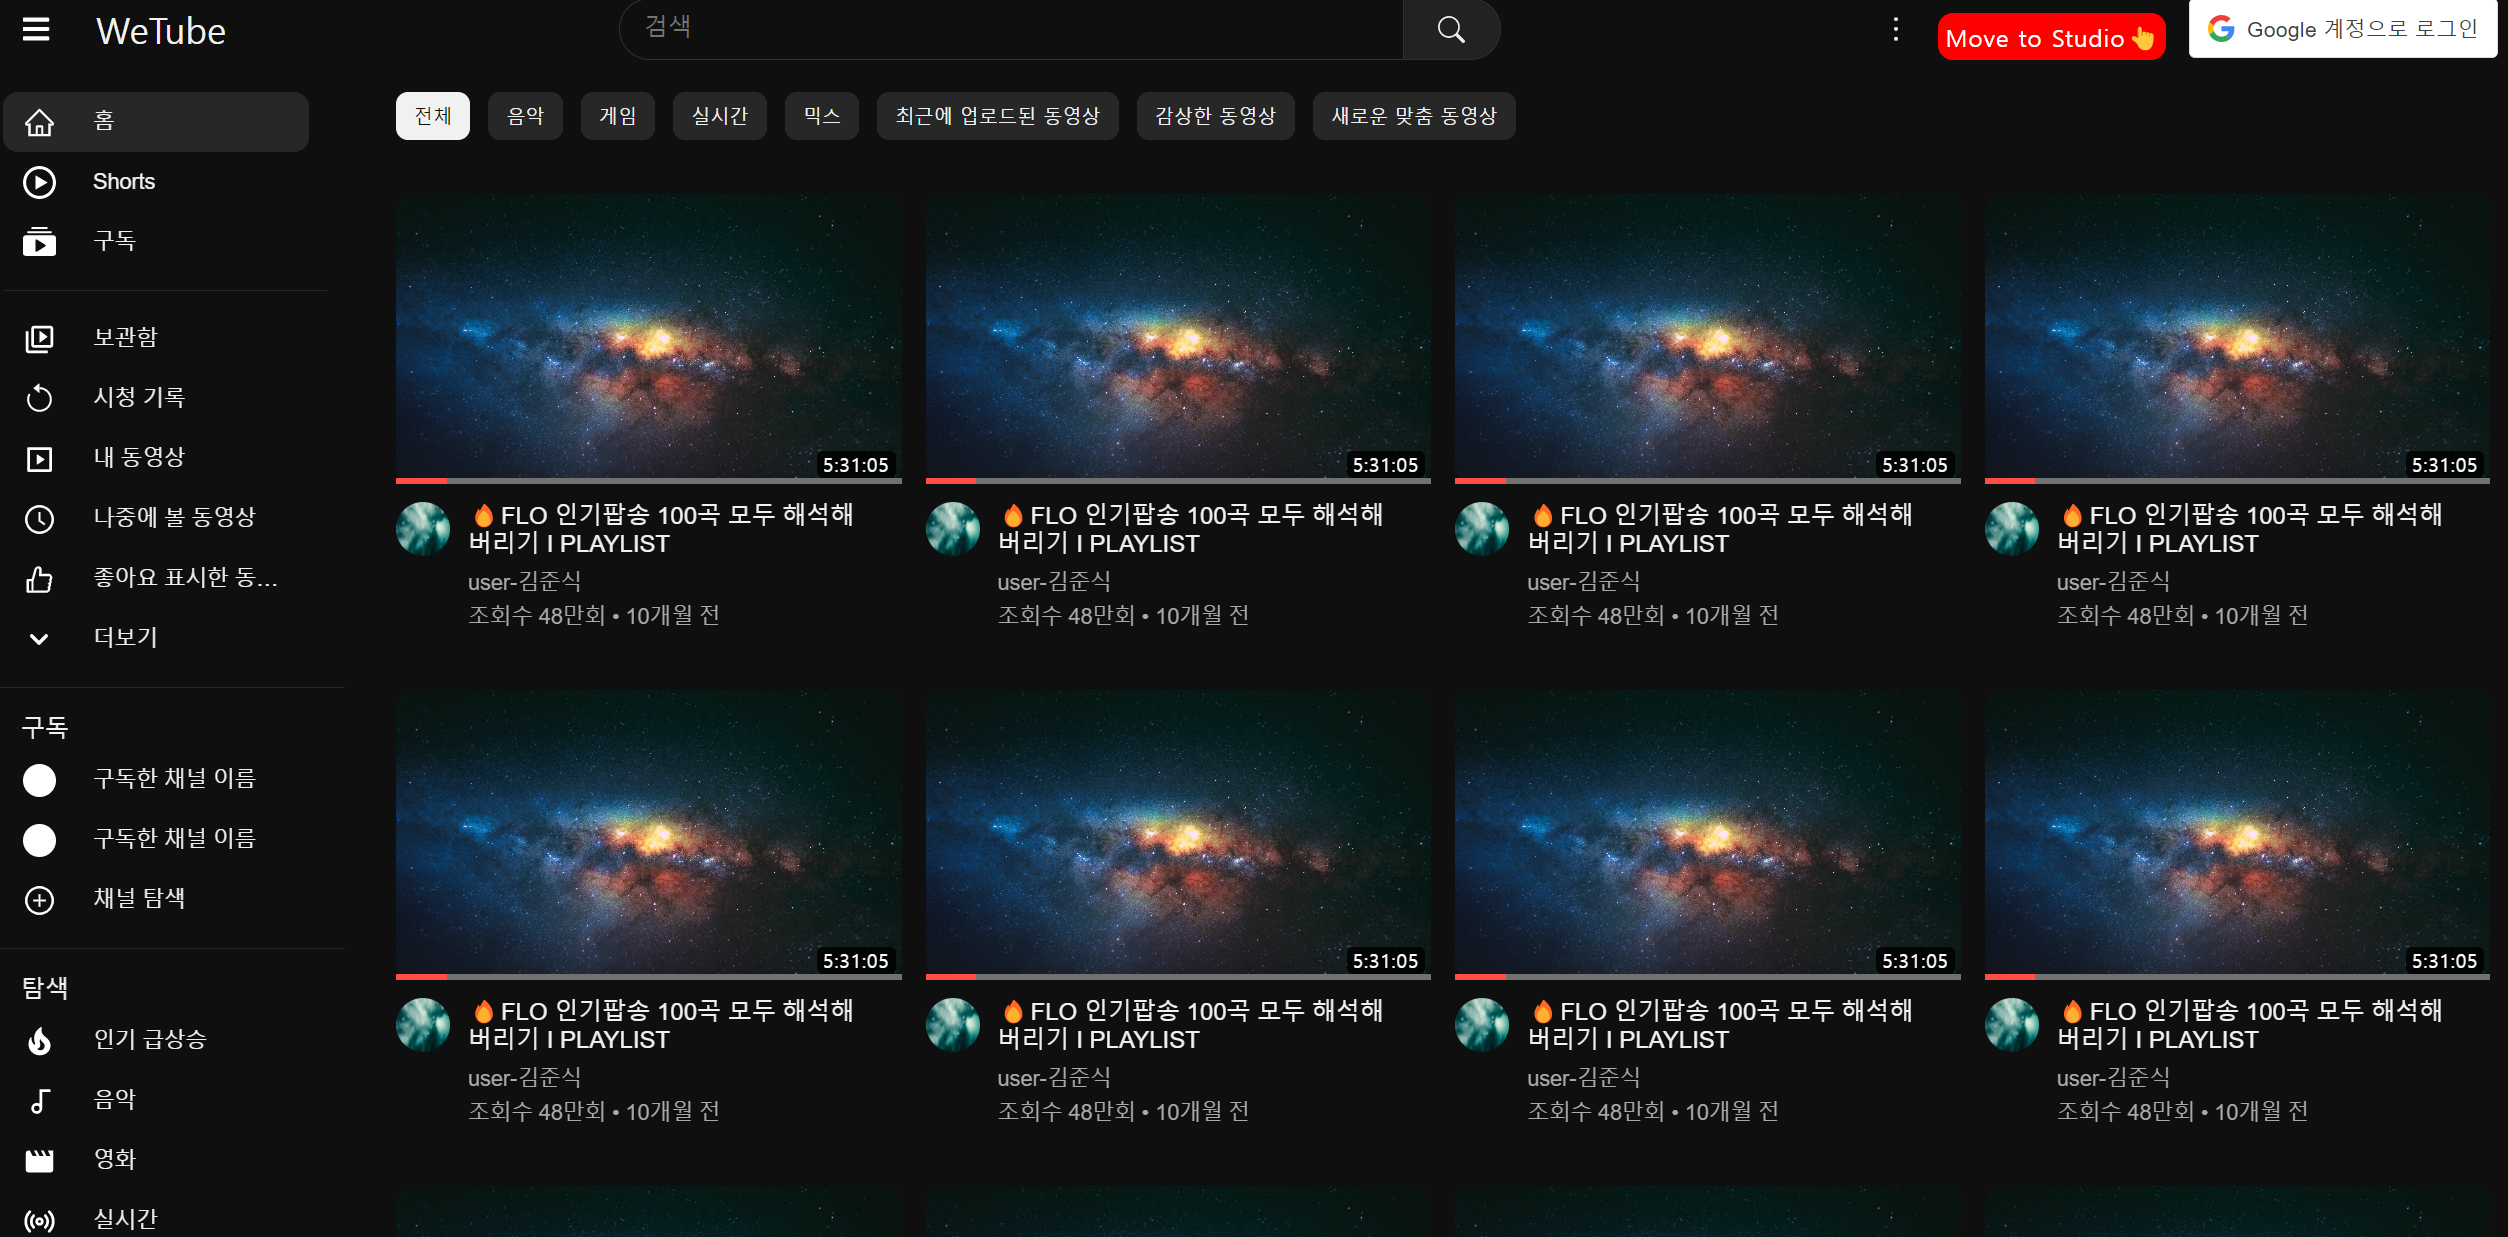 WeTube
검색
Move to Studio👆
Google 계정으로 로그인
홈
Shorts
구독
보관함
시청 기록
내 동영상
나중에 볼 동영상
좋아요 표시한 동...
더보기
구독
구독한 채널 이름
구독한 채널 이름
채널 탐색
탐색
인기 급상승
음악
영화
실시간
전체
음악
게임
실시간
믹스
최근에 업로드된 동영상
감상한 동영상
새로운 맞춤 동영상
5:31:05
🔥FLO 인기팝송 100곡 모두 해석해
버리기 I PLAYLIST
user-김준식
조회수 48만회 • 10개월 전
5:31:05
🔥FLO 인기팝송 100곡 모두 해석해
버리기 I PLAYLIST
user-김준식
조회수 48만회 • 10개월 전
5:31:05
🔥FLO 인기팝송 100곡 모두 해석해
버리기 I PLAYLIST
user-김준식
조회수 48만회 • 10개월 전
5:31:05
🔥FLO 인기팝송 100곡 모두 해석해
버리기 I PLAYLIST
user-김준식
조회수 48만회 • 10개월 전
5:31:05
🔥FLO 인기팝송 100곡 모두 해석해
버리기 I PLAYLIST
user-김준식
조회수 48만회 • 10개월 전
5:31:05
🔥FLO 인기팝송 100곡 모두 해석해
버리기 I PLAYLIST
user-김준식
조회수 48만회 • 10개월 전
5:31:05
🔥FLO 인기팝송 100곡 모두 해석해
버리기 I PLAYLIST
user-김준식
조회수 48만회 • 10개월 전
5:31:05
🔥FLO 인기팝송 100곡 모두 해석해
버리기 I PLAYLIST
user-김준식
조회수 48만회 • 10개월 전